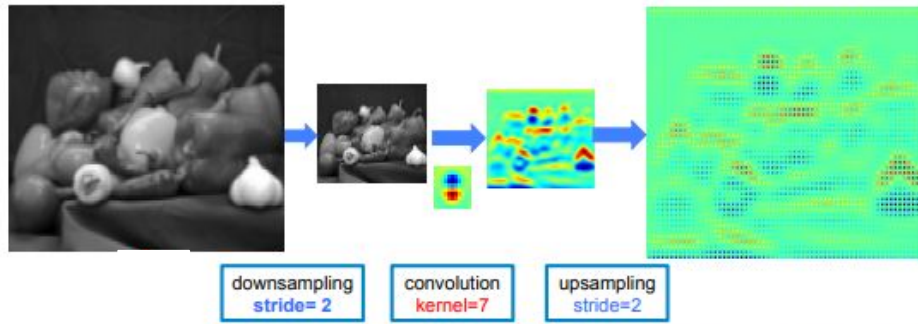 downsampling
stride= 2
convolution
kernel=7
upsampling
stride=2